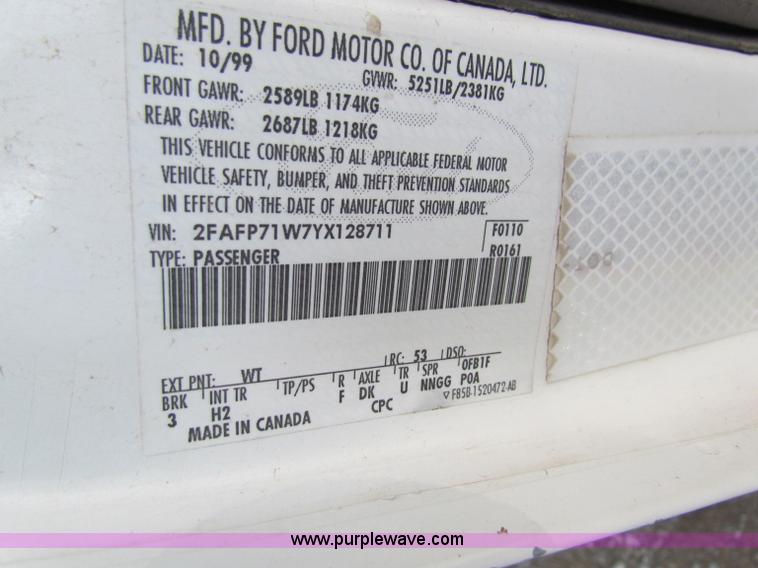 MFD. BY FORD MOTOR CO. OF CANADA, LTD.
DATE: 10/99 GVWR: 5251LB/2381KG
FRONT GAWR: 2589LB 1174KG
REAR GAWR: 2687LB 1218KG
THIS VEHICLE CONFORMS TO ALL APPLICABLE FEDERAL MOTOR
VEHICLE SAFETY, BUMPER, AND THEFT PREVENTION STANDARDS
IN EFFECT ON THE DATE OF MANUFACTURE SHOWN ABOVE.
VIN: 2FAFP71W7YX128711 F0110
TYPE: PASSENGER R0161
EXT PNT: WT RC: 53 DSO:
BRK INT TR TP/PS R AXLE TR SPR 0FB1F
3 H2 F DK U NNGG POA
MADE IN CANADA CPC ▽F85B-1520472-AB
www.purplewave.com